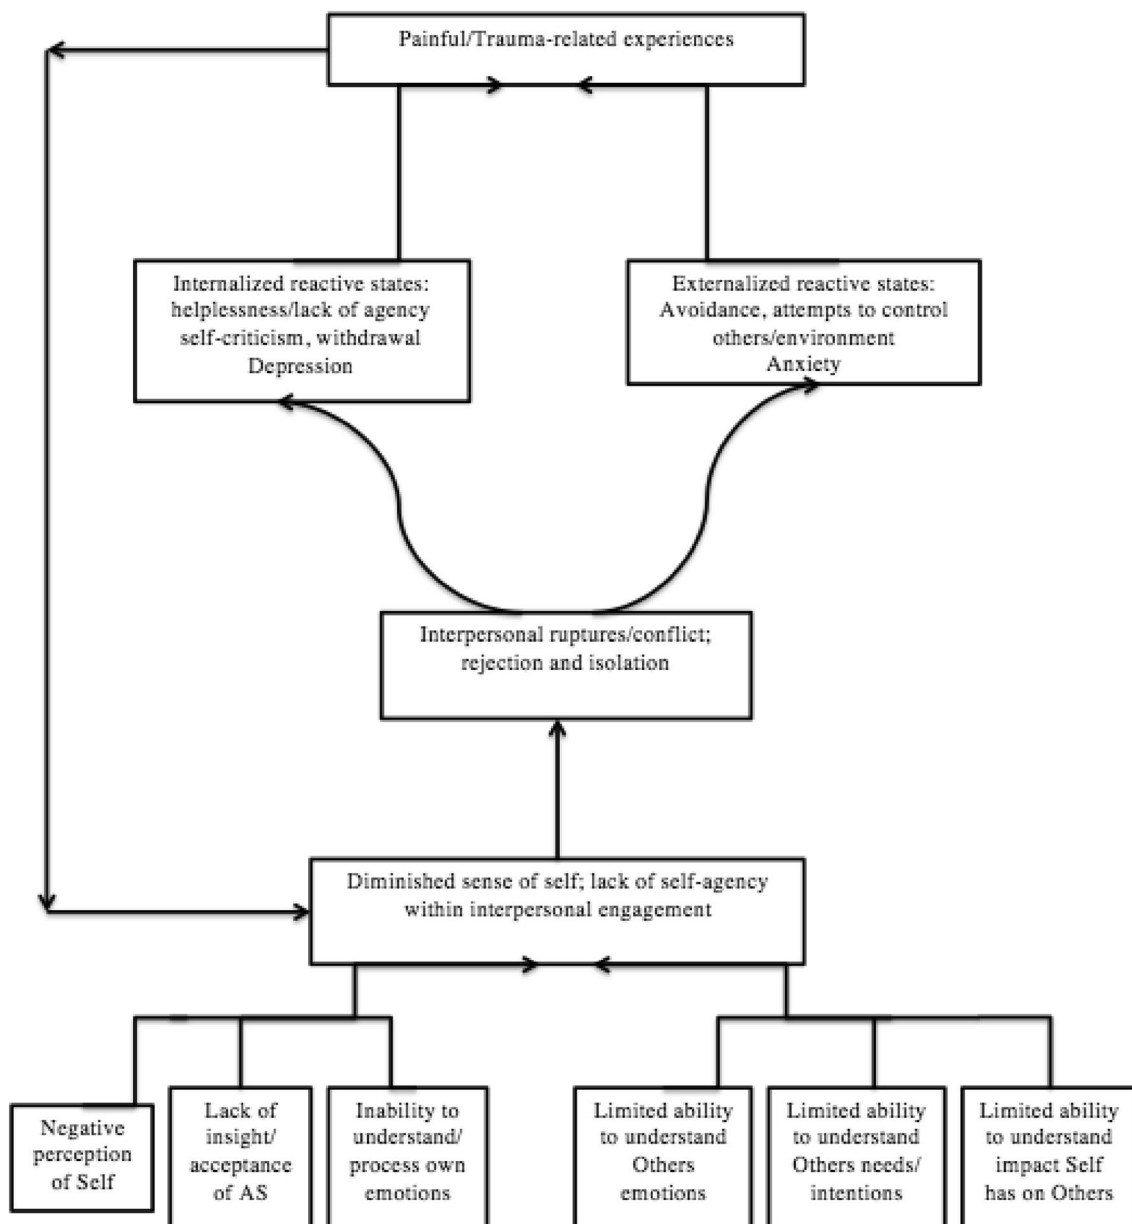 Painful/Trauma-related experiences
Internalized reactive states:
helplessness/lack of agency
self-criticism, withdrawal
Depression
Externalized reactive states:
Avoidance, attempts to control
others/environment
Anxiety
Interpersonal ruptures/conflict;
rejection and isolation
Diminished sense of self; lack of self-agency
within interpersonal engagement
Negative
perception
of Self
Lack of
insight/
acceptance
of AS
Inability to
understand/
process own
emotions
Limited ability
to understand
Others
emotions
Limited ability
to understand
Others needs/
intentions
Limited ability
to understand
impact Self
has on Others